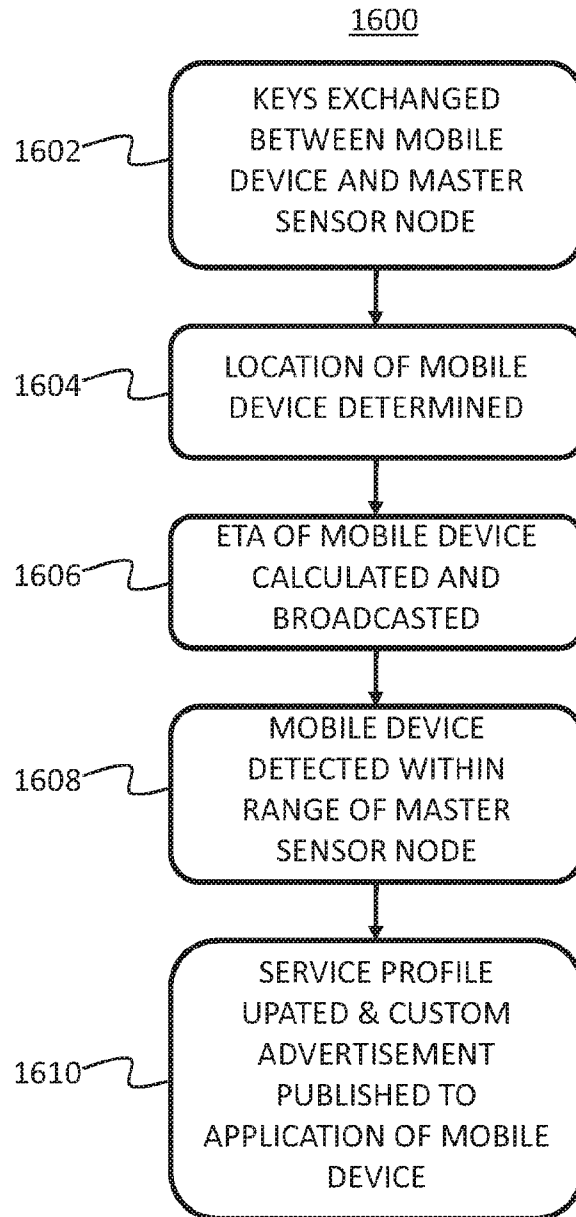 1600
KEYS EXCHANGED
BETWEEN MOBILE
DEVICE AND MASTER
SENSOR NODE
1602
LOCATION OF MOBILE
DEVICE DETERMINED
1604
ETA OF MOBILE DEVICE
CALCULATED AND
BROADCASTED
1606
MOBILE DEVICE
DETECTED WITHIN
RANGE OF MASTER
SENSOR NODE
1608
SERVICE PROFILE
UPATED & CUSTOM
ADVERTISEMENT
PUBLISHED TO
APPLICATION OF MOBILE
DEVICE
1610